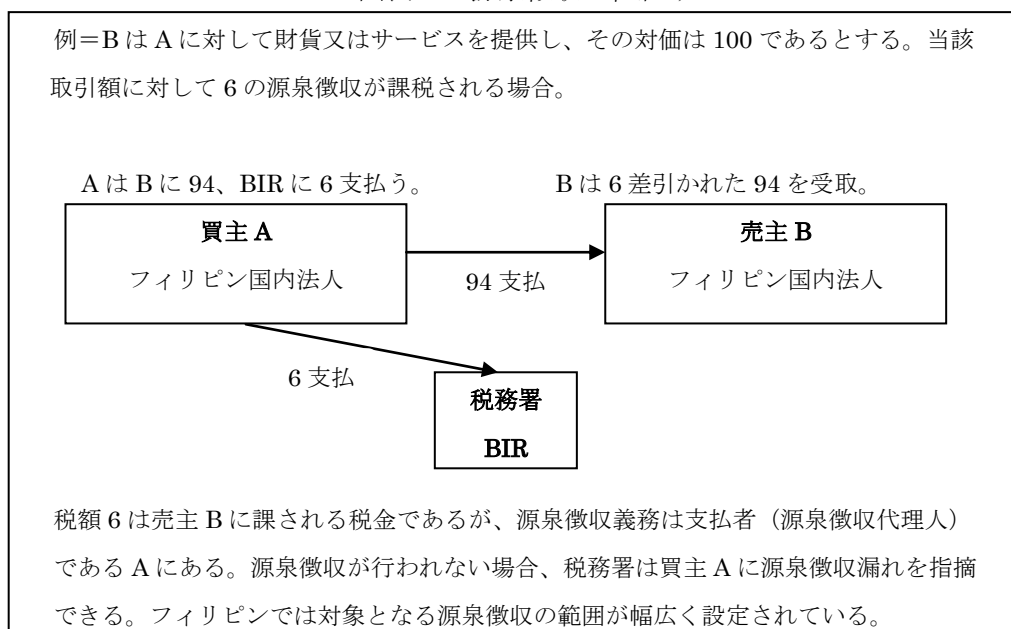 例＝B は A に対して財貨又はサービスを提供し、その対価は 100 であるとする。当該
取引額に対して 6 の源泉徴収が課税される場合。
A は B に 94、BIR に 6 支払う。
B は 6 差引かれた 94 を受取。
買主 A
フィリピン国内法人
94 支払
売主 B
フィリピン国内法人
6 支払
税務署
BIR
税額 6 は売主 B に課される税金であるが、源泉徴収義務は支払者（源泉徴収代理人）
である A にある。源泉徴収が行われない場合、税務署は買主 A に源泉徴収漏れを指摘
できる。フィリピンでは対象となる源泉徴収の範囲が幅広く設定されている。